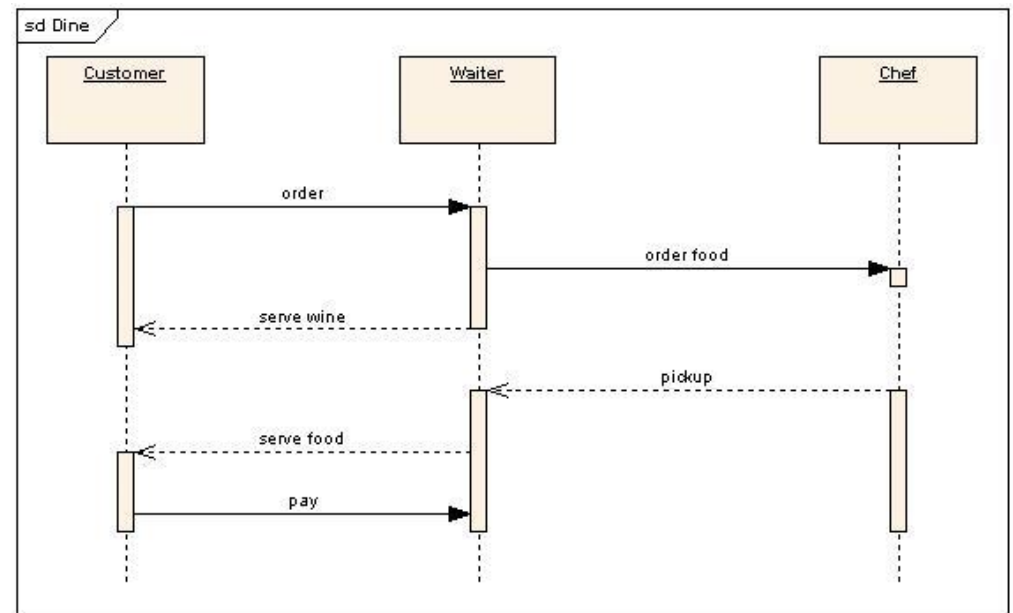 sd Dine
Customer
Waiter
Chef
order
order food
serve wine
pickup
serve food
pay